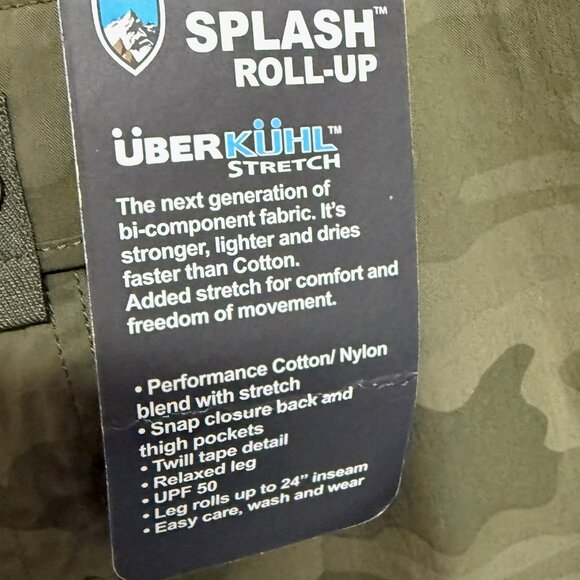 SPLASH™
ROLL-UP
ÜBERKÜHL™
STRETCH
The next generation of
bi-component fabric. It's
stronger, lighter and dries
faster than Cotton.
Added stretch for comfort and
freedom of movement.
• Performance Cotton/ Nylon
blend with stretch
• Snap closure back and
thigh pockets
• Twill tape detail
• Relaxed leg
• UPF 50
• Leg rolls up to 24” inseam
• Easy care, wash and wear